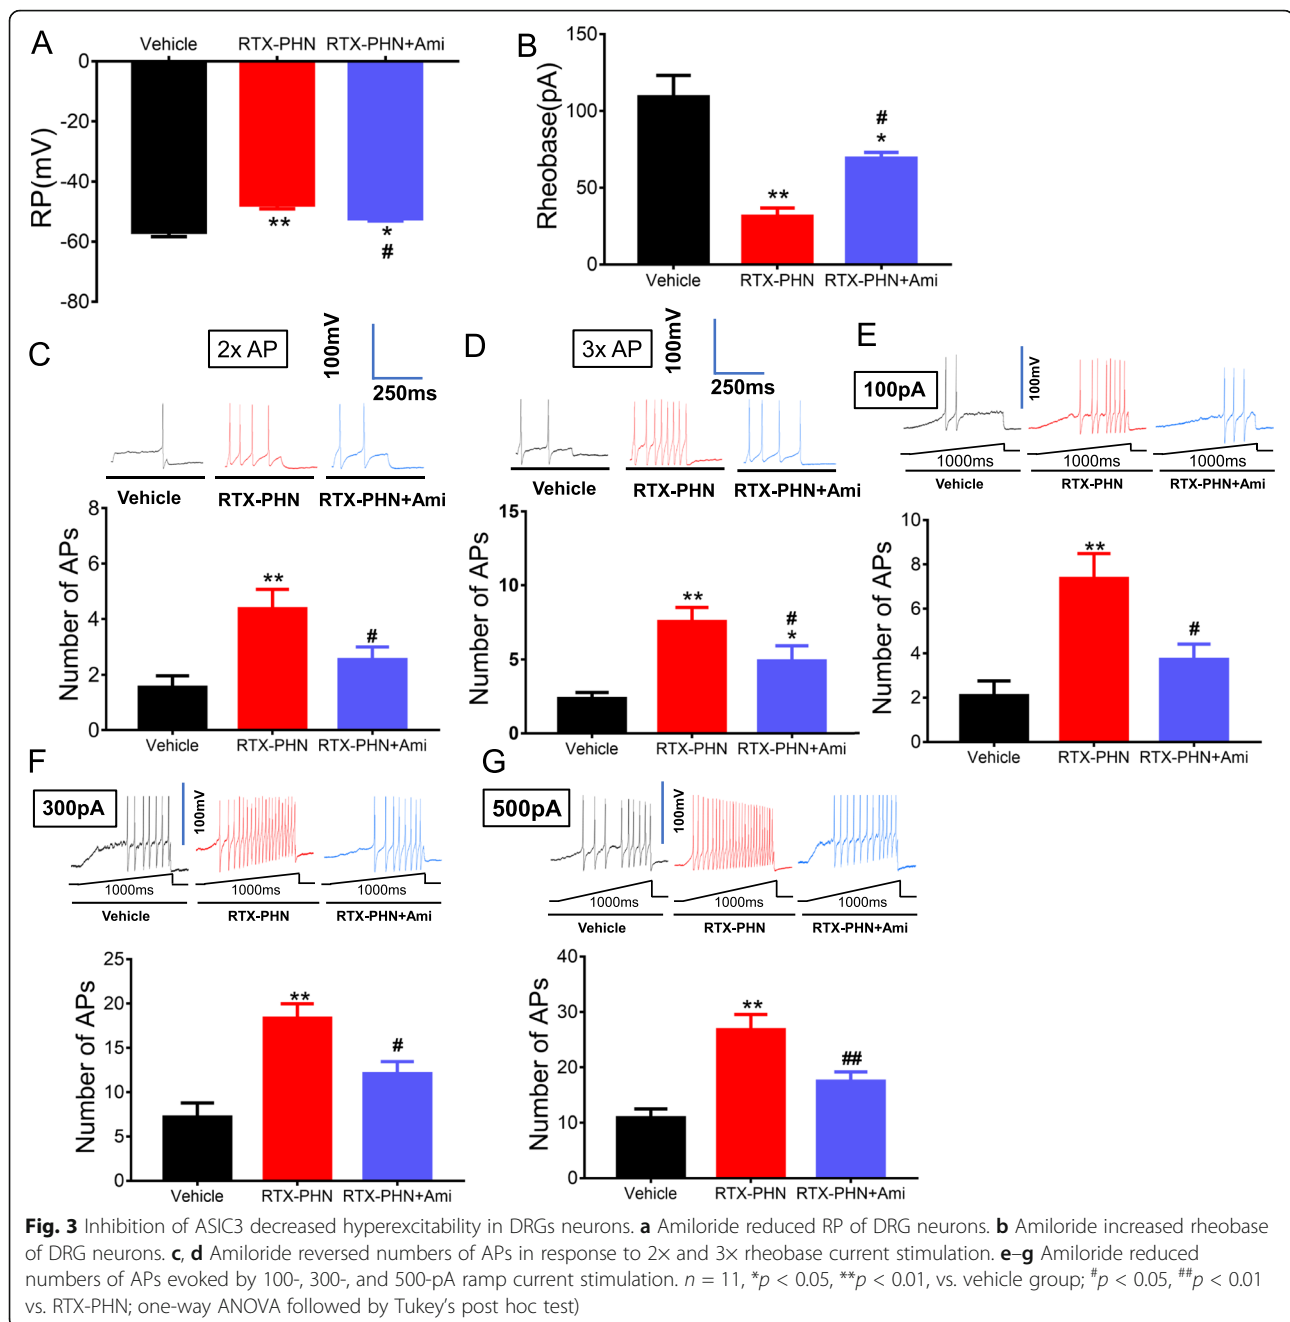 A
Vehicle RTX-PHN RTX-PHN+Ami
0
-20
-40
-60
-80
RP(mV)
**
*
#
B
150
100
50
0
Rheobase(pA)
**
#
*
Vehicle RTX-PHN RTX-PHN+Ami
C
2x AP
100mV
250ms
Vehicle RTX-PHN RTX-PHN+Ami
8
6
4
2
0
Number of APs
**
#
Vehicle RTX-PHN RTX-PHN+Ami
D
3x AP
100mV
250ms
Vehicle RTX-PHN RTX-PHN+Ami
15
10
5
0
Number of APs
**
#
*
Vehicle RTX-PHN RTX-PHN+Ami
E
100pA
100mV
1000ms 1000ms 1000ms
Vehicle RTX-PHN RTX-PHN+Ami
10
8
6
4
2
0
Number of APs
**
#
Vehicle RTX-PHN RTX-PHN+Ami
F
300pA
100mV
1000ms 1000ms 1000ms
Vehicle RTX-PHN RTX-PHN+Ami
25
20
15
10
5
0
Number of APs
**
#
Vehicle RTX-PHN RTX-PHN+Ami
G
500pA
100mV
1000ms 1000ms 1000ms
Vehicle RTX-PHN RTX-PHN+Ami
40
30
20
10
0
Number of APs
**
##
Vehicle RTX-PHN RTX-PHN+Ami
Fig. 3 Inhibition of ASIC3 decreased hyperexcitability in DRGs neurons. a Amiloride reduced RP of DRG neurons. b Amiloride increased rheobase
of DRG neurons. c, d Amiloride reversed numbers of APs in response to 2× and 3× rheobase current stimulation. e–g Amiloride reduced
numbers of APs evoked by 100-, 300-, and 500-pA ramp current stimulation. n = 11, *p < 0.05, **p < 0.01, vs. vehicle group; #p < 0.05, ##p < 0.01
vs. RTX-PHN; one-way ANOVA followed by Tukey's post hoc test)